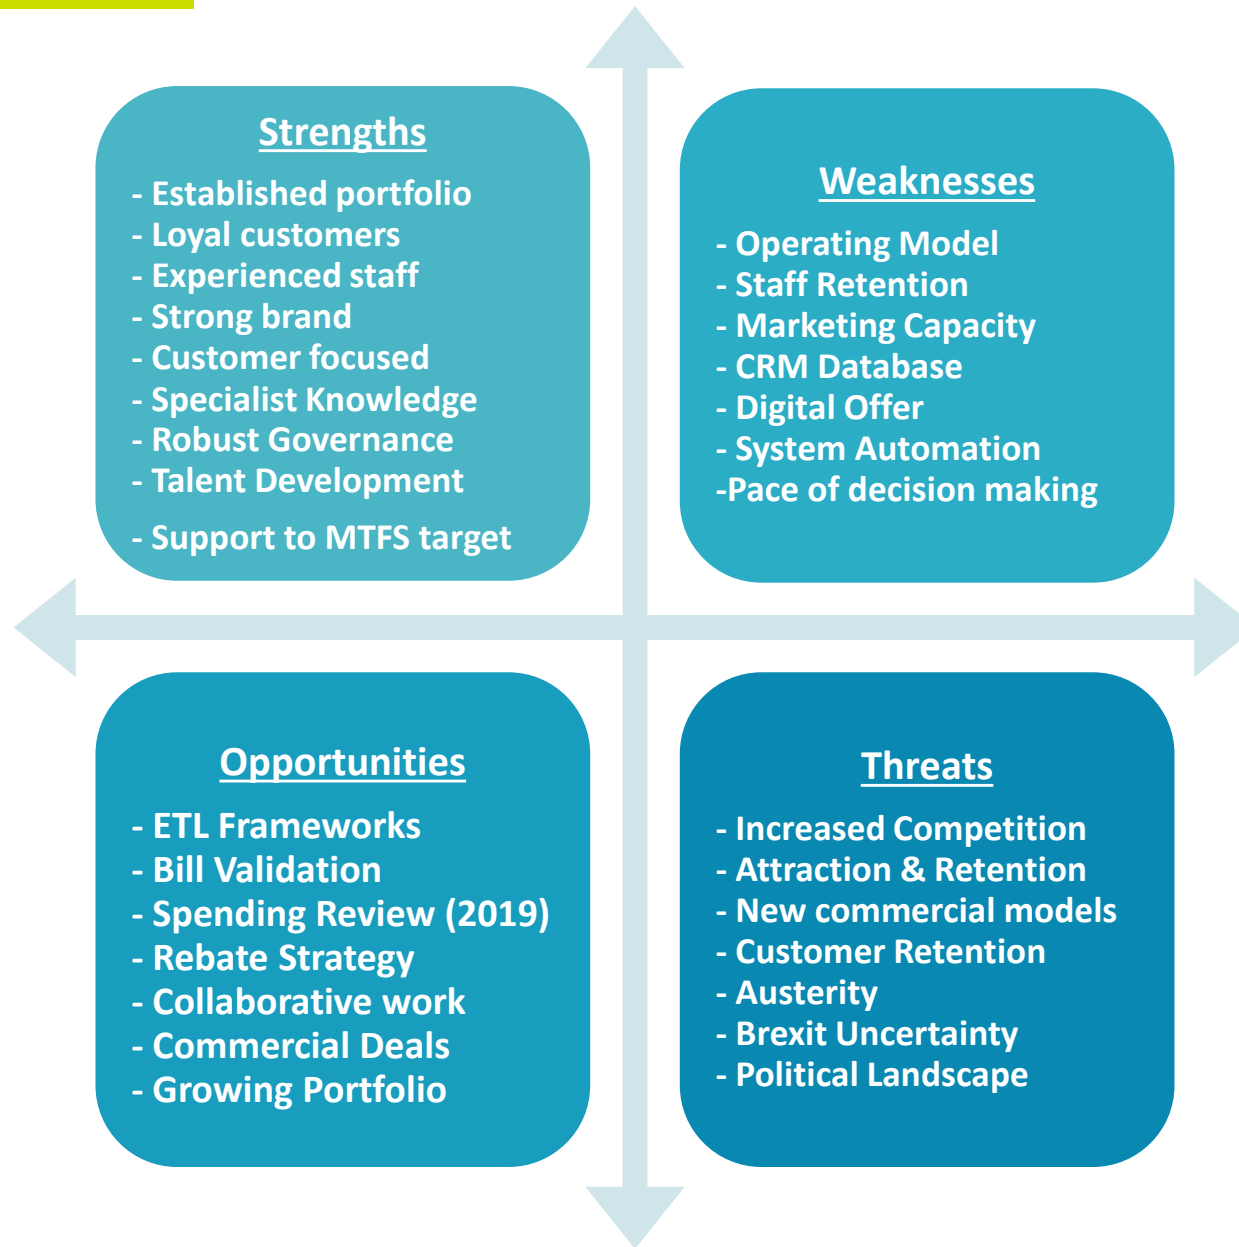 Strengths
- Established portfolio
- Loyal customers
- Experienced staff
- Strong brand
- Customer focused
- Specialist Knowledge
- Robust Governance
- Talent Development
- Support to MTFS target
Weaknesses
- Operating Model
- Staff Retention
- Marketing Capacity
- CRM Database
- Digital Offer
- System Automation
-Pace of decision making
Opportunities
- ETL Frameworks
- Bill Validation
- Spending Review (2019)
- Rebate Strategy
- Collaborative work
- Commercial Deals
- Growing Portfolio
Threats
- Increased Competition
- Attraction & Retention
- New commercial models
- Customer Retention
- Austerity
- Brexit Uncertainty
- Political Landscape